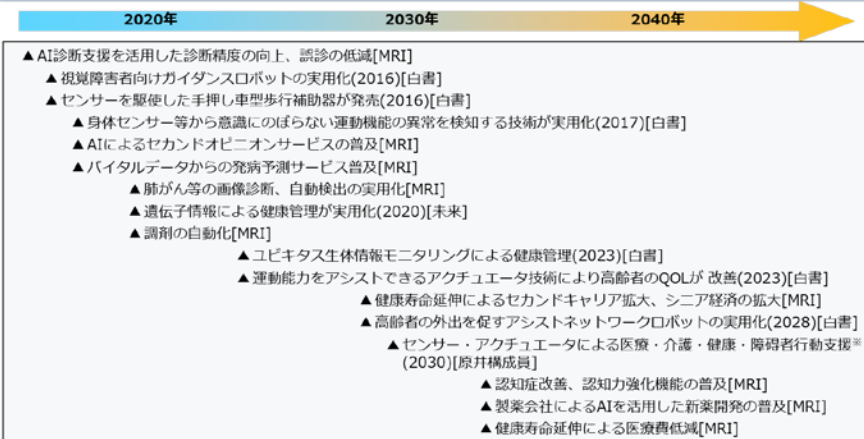 2020年 2030年 2040年
▲AI診断支援を活用した診断精度の向上、誤診の低減[MRI]
▲視覚障害者向けガイダンスロボットの実用化(2016)[白書]
▲センサーを駆使した手押し車型歩行補助器が発売(2016)[白書]
▲身体センサー等から意識にのぼらない運動機能の異常を検知する技術が実用化(2017)[白書]
▲AIによるセカンドオピニオンサービスの普及[MRI]
▲バイタルデータからの発病予測サービス普及[MRI]
▲肺がん等の画像診断、自動検出の実用化[MRI]
▲遺伝子情報による健康管理が実用化(2020)[未来]
▲調剤の自動化[MRI]
▲ユビキタス生体情報モニタリングによる健康管理(2023)[白書]
▲運動能力をアシストできるアクチュエータ技術により高齢者のQOLが 改善(2023)[白書]
▲健康寿命延伸によるセカンドキャリア拡大、シニア経済の拡大[MRI]
▲高齢者の外出を促すアシストネットワークロボットの実用化(2028)[白書]
▲センサー・アクチュエータによる医療・介護・健康・障碍者行動支援※
(2030)[原井構成員]
▲認知症改善、認知力強化機能の普及[MRI]
▲製薬会社によるAIを活用した新薬開発の普及[MRI]
▲健康寿命延伸による医療費低減[MRI]